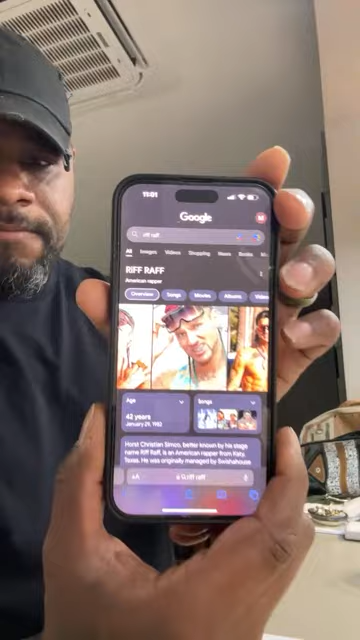 11:01
Google
M
riff raff
All Images Videos Shopping News Books
RIFF RAFF
American rapper
Overview Songs Movies Albums Videos
Age
42 years
January 29, 1982
Songs
Horst Christian Simco, better known by his stage
name Riff Raff, is an American rapper from Katy,
Texas. He was originally managed by Swishahouse
AA riff raff